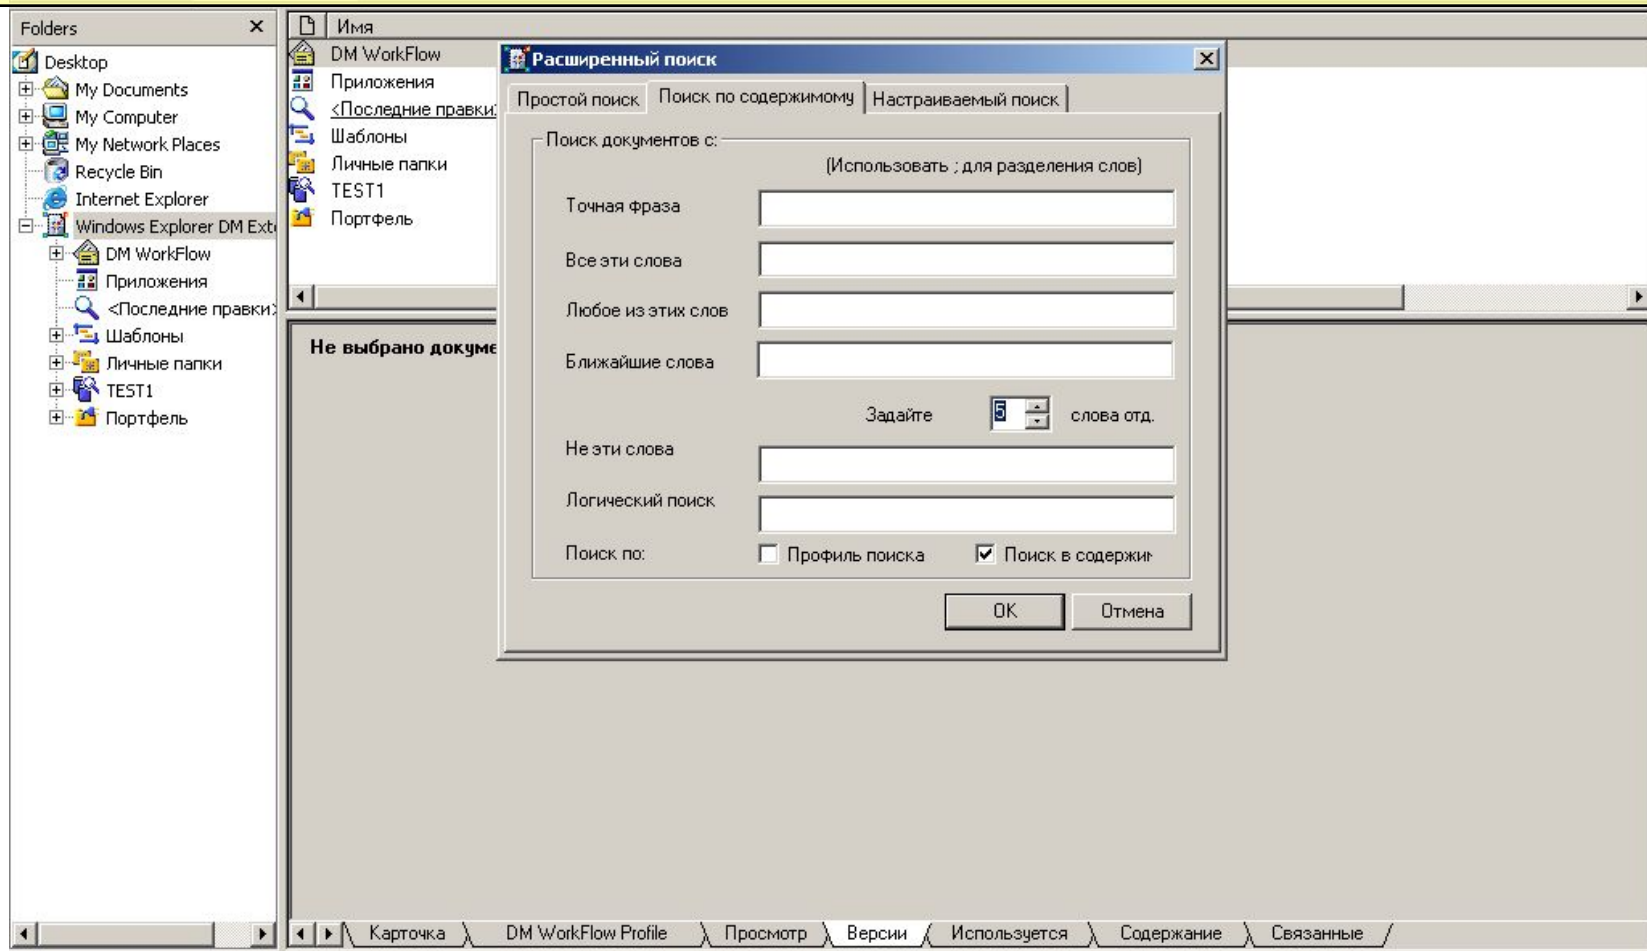 Folders
Desktop
My Documents
My Computer
My Network Places
Recycle Bin
Internet Explorer
Windows Explorer DM Exte
DM WorkFlow
Приложения
<Последние правки>
Шаблоны
Личные папки
TEST1
Портфель
Имя
DM WorkFlow
Приложения
<Последние правки>
Шаблоны
Личные папки
TEST1
Портфель
Не выбрано докуме
Расширенный поиск
Простой поиск Поиск по содержимому Настраиваемый поиск
Поиск документов с:
(Использовать ; для разделения слов)
Точная фраза
Все эти слова
Любое из этих слов
Ближайшие слова
Задайте 5 слова отд.
Не эти слова
Логический поиск
Поиск по: Профиль поиска Поиск в содержи
OK Отмена
Карточка DM WorkFlow Profile Просмотр Версии Используется Содержание Связанные